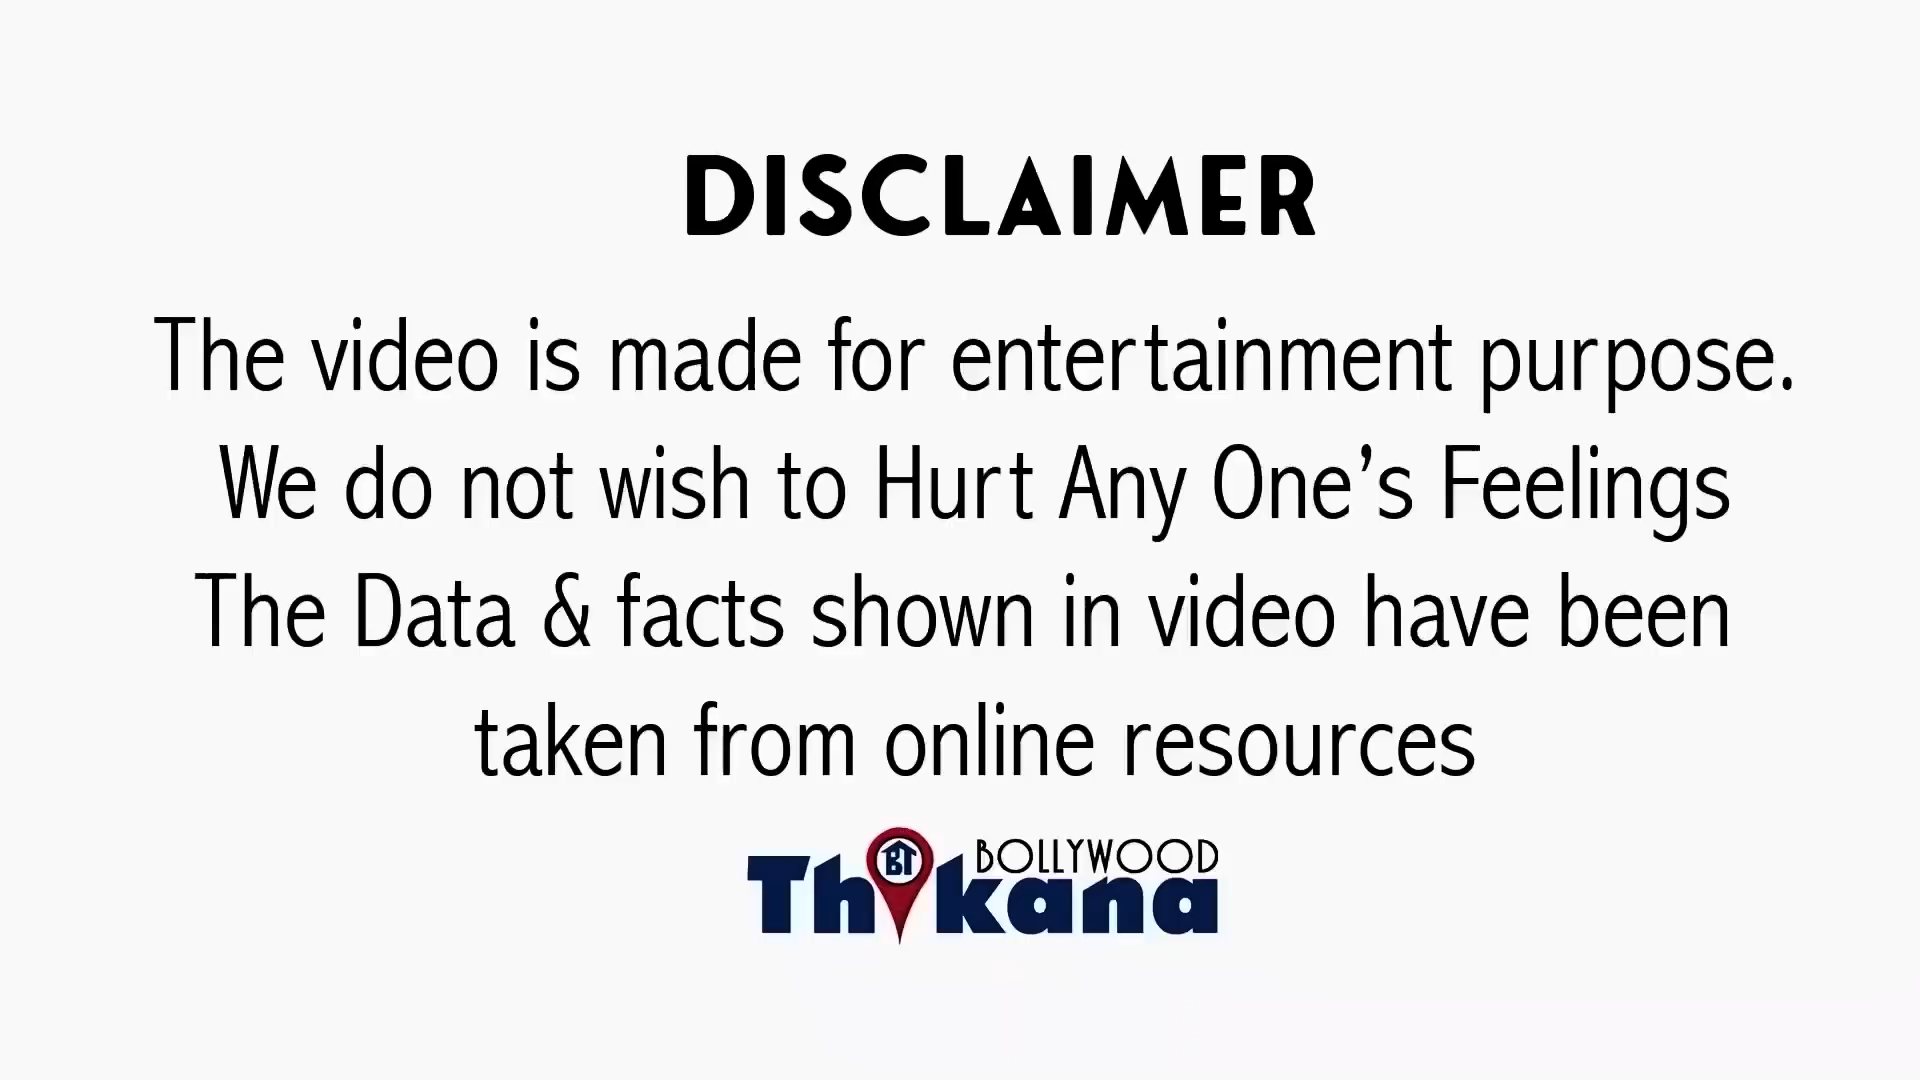 DISCLAIMER
The video is made for entertainment purpose.
We do not wish to Hurt Any One’s Feelings
The Data & facts shown in video have been
taken from online resources
BOLLYWOOD
Thikana
BT